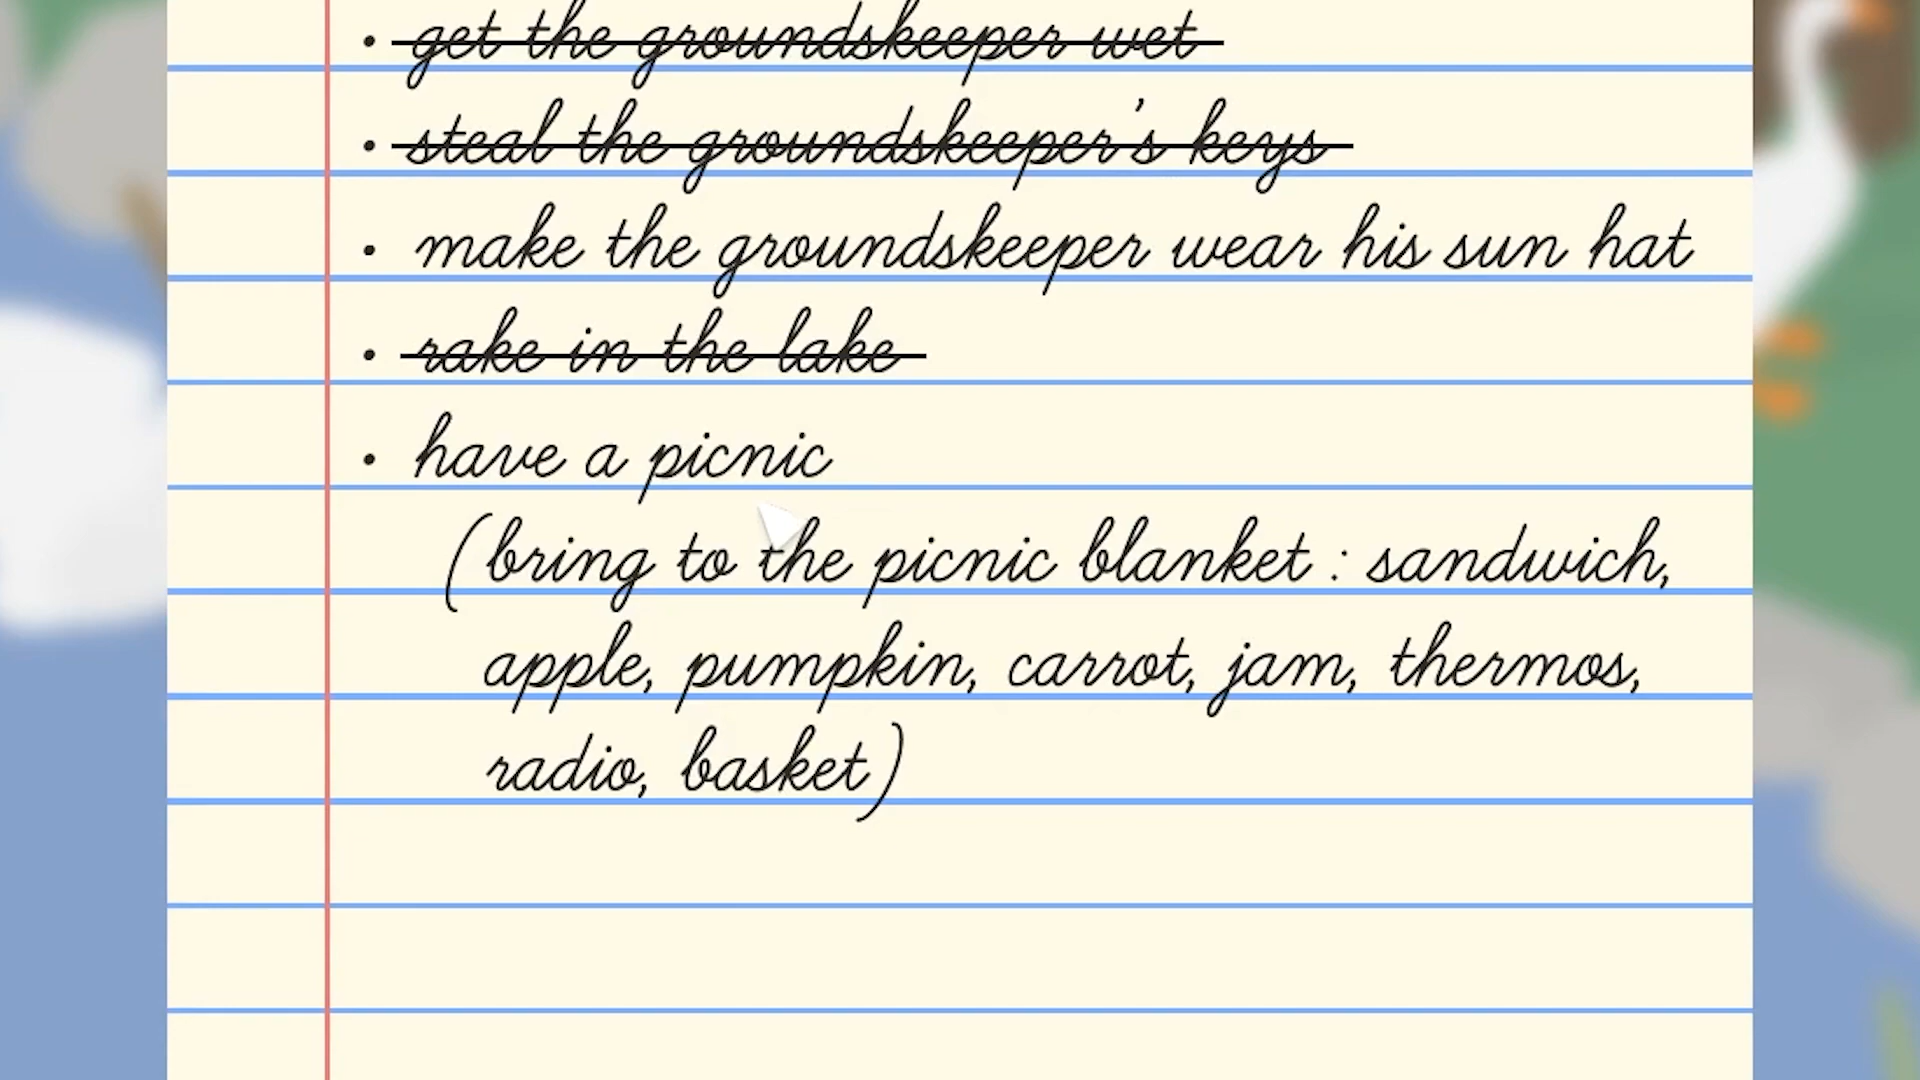 • get the groundskeeper wet
• steal the groundskeeper's keys
• make the groundskeeper wear his sun hat
• rake in the lake
• have a picnic
(bring to the picnic blanket : sandwich,
apple, pumpkin, carrot, jam, thermos,
radio, basket)